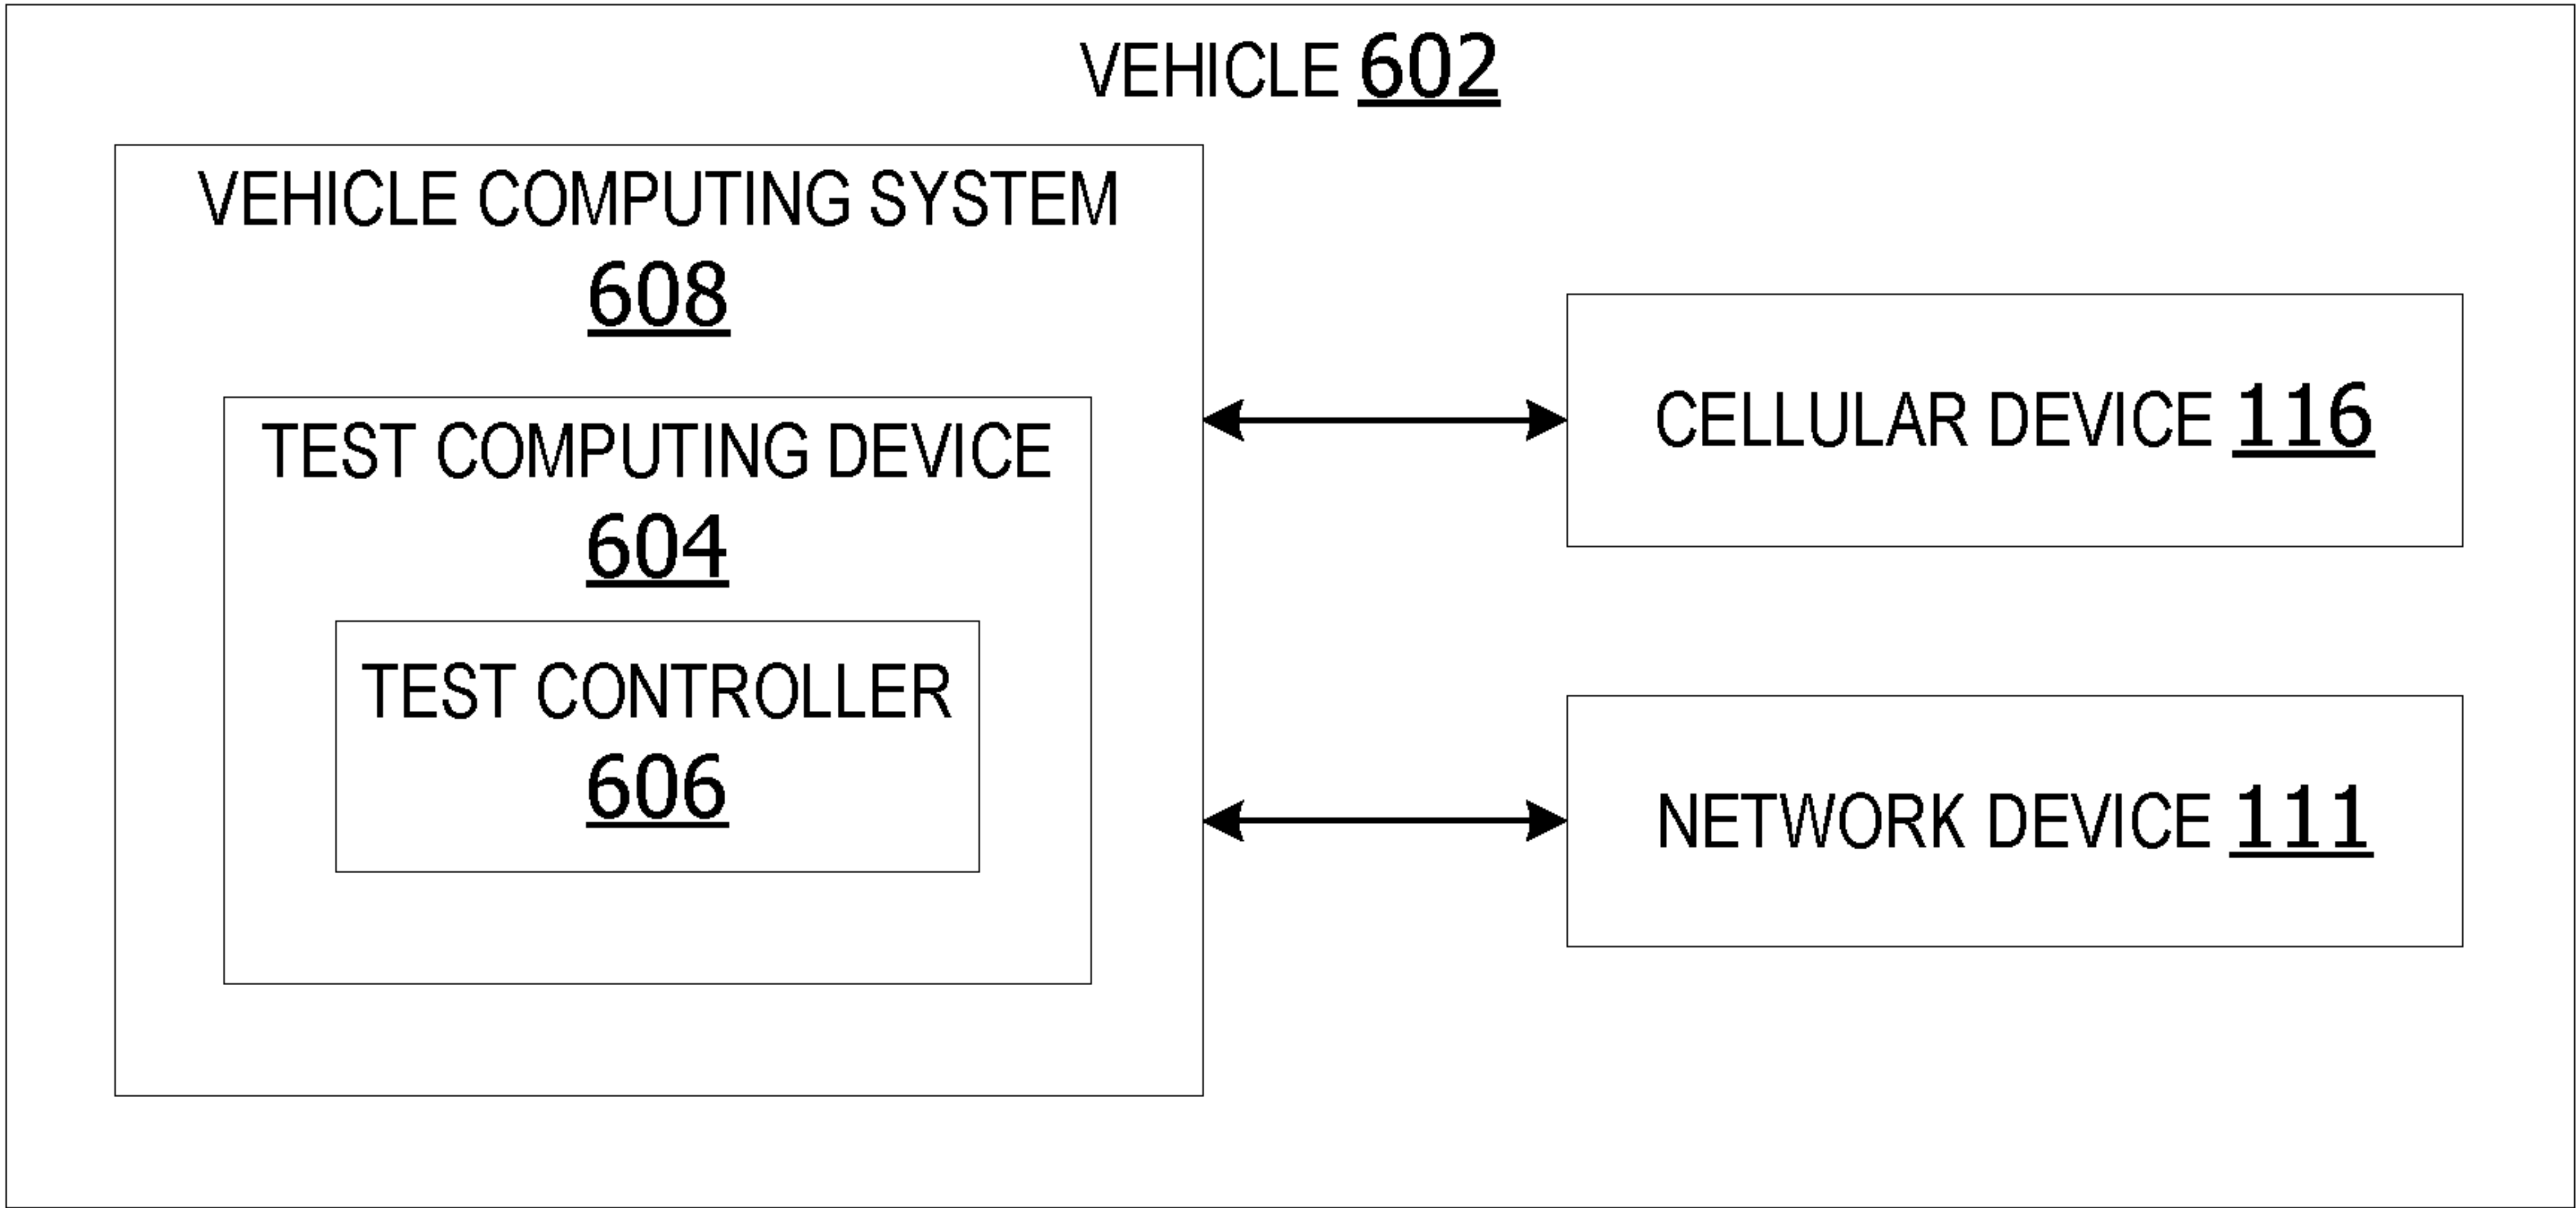 VEHICLE 602
VEHICLE COMPUTING SYSTEM
608
TEST COMPUTING DEVICE
604
TEST CONTROLLER
606
CELLULAR DEVICE 116
NETWORK DEVICE 111